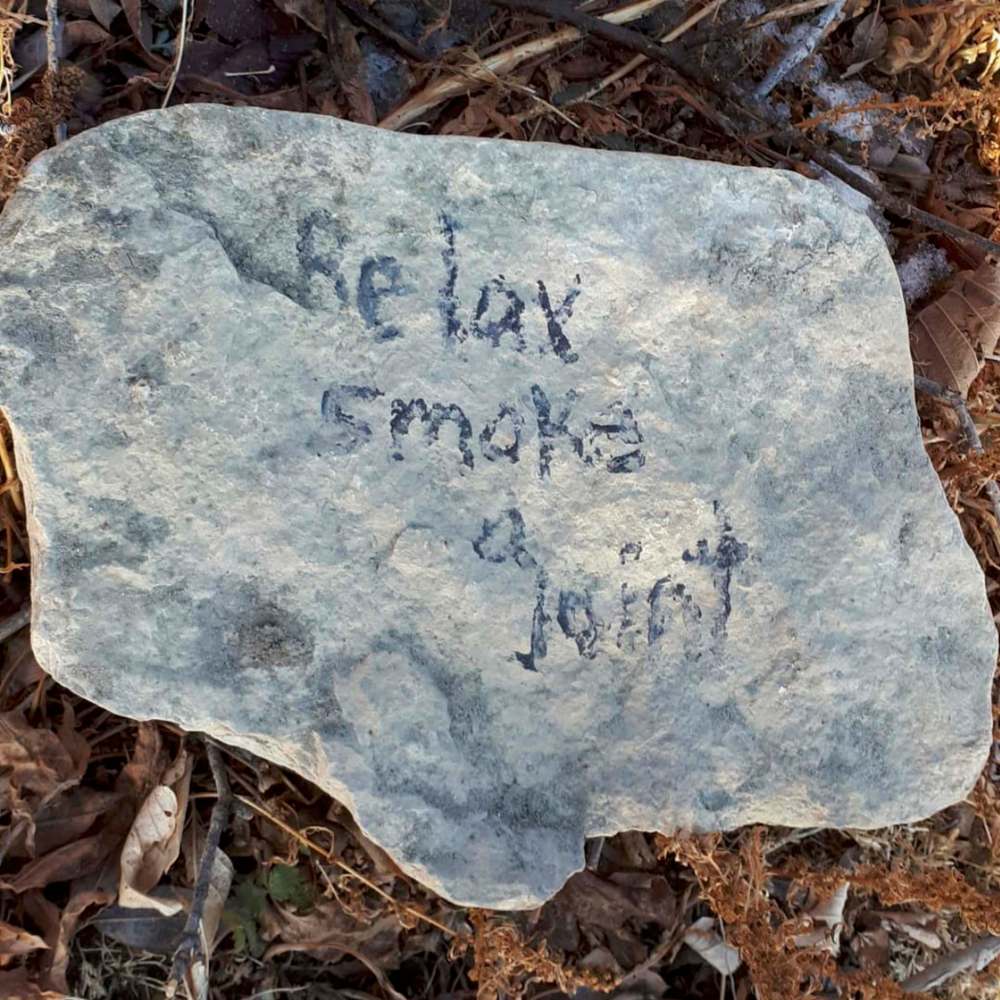 Relax
smoke
a
joint